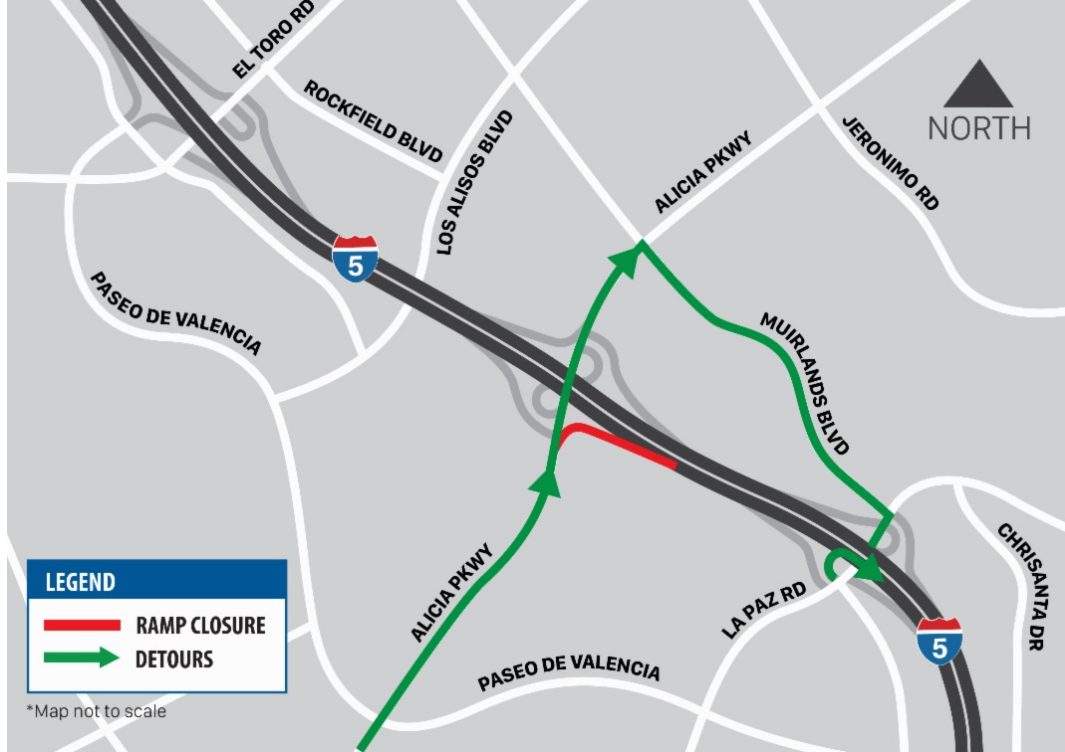 EL TORO RD
ROCKFIELD BLVD
LOS ALISOS BLVD
ALICIA PKWY
JERONIMO RD
NORTH
5
PASEO DE VALENCIA
MUIRLANDS BLVD
ALICIA PKWY
LA PAZ RD
CHRISANTA DR
5
PASEO DE VALENCIA
LEGEND
RAMP CLOSURE
DETOURS
*Map not to scale